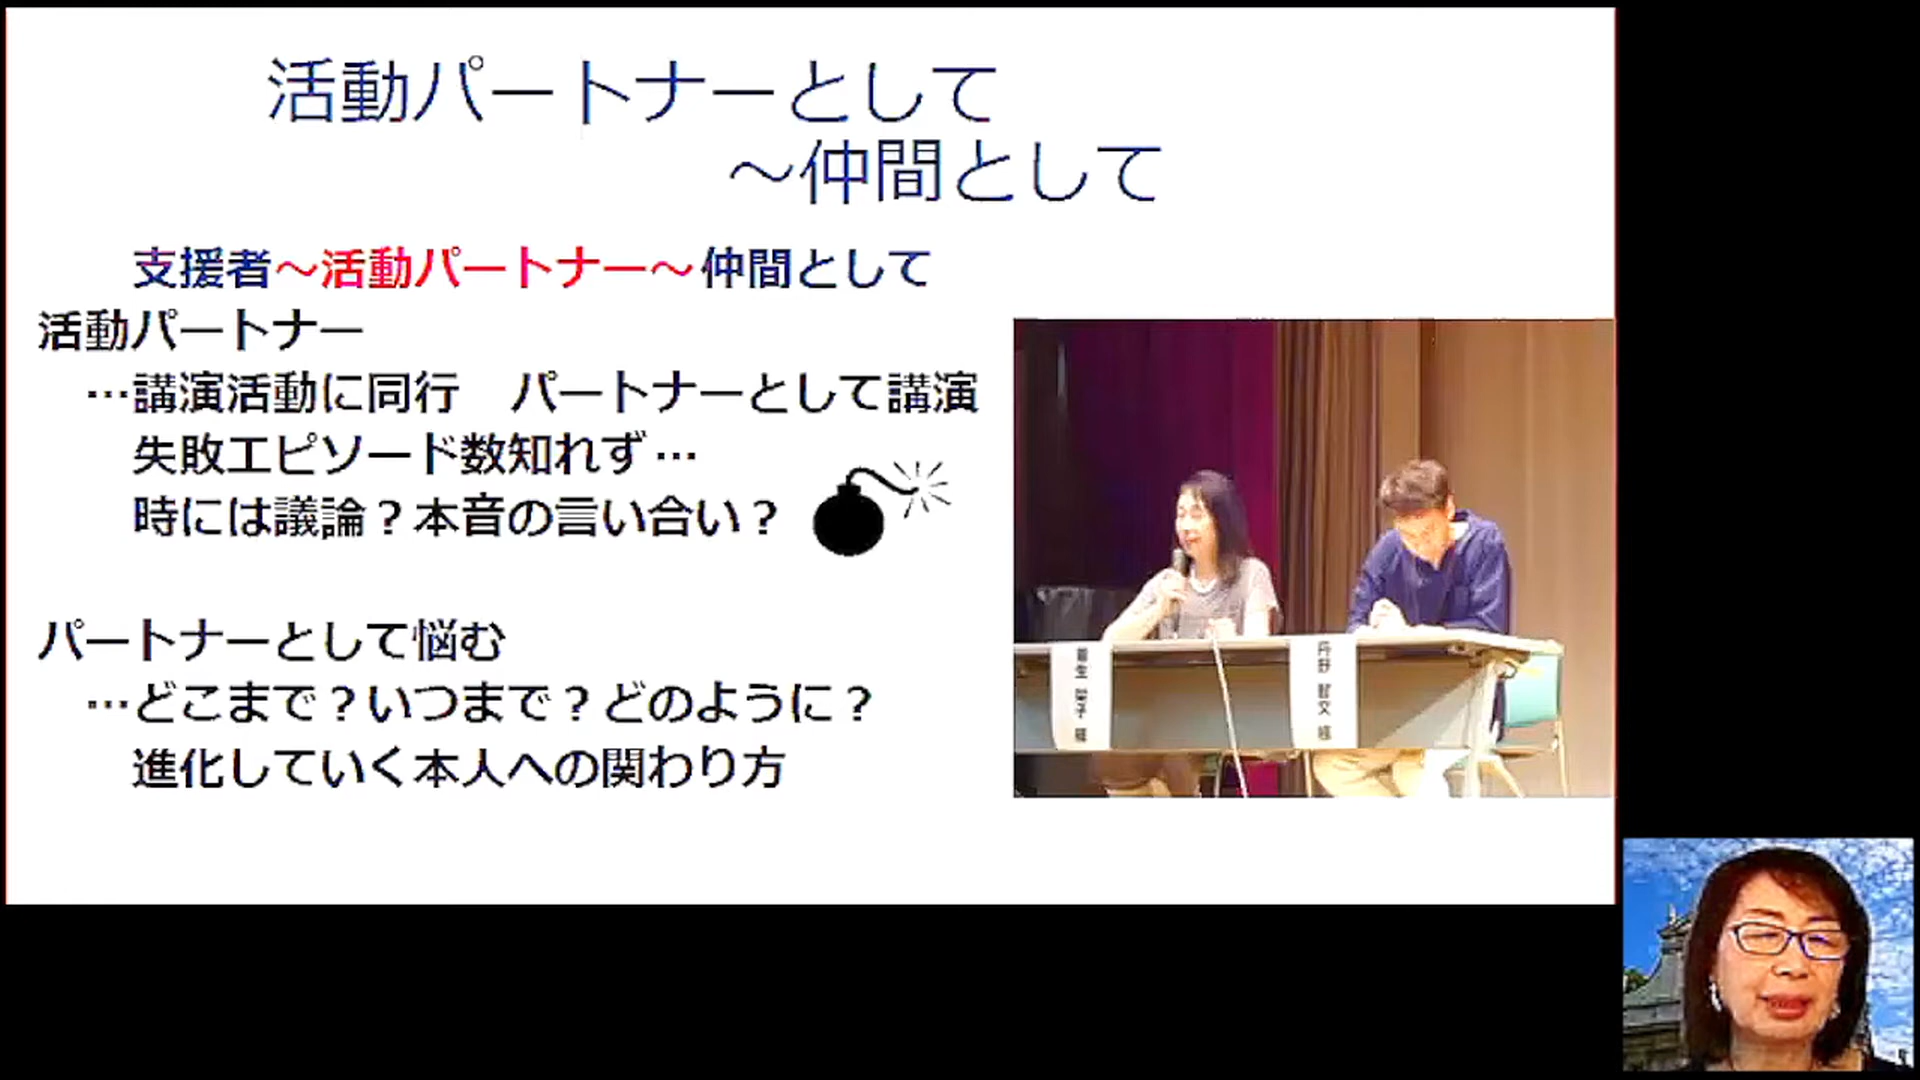 活動パートナーとして
～仲間として
支援者～活動パートナー～仲間として
活動パートナー
…講演活動に同行　パートナーとして講演
失敗エピソード数知れず…
時には議論？本音の言い合い？
パートナーとして悩む
…どこまで？いつまで？どのように？
進化していく本人への関わり方
丹野 智文 様